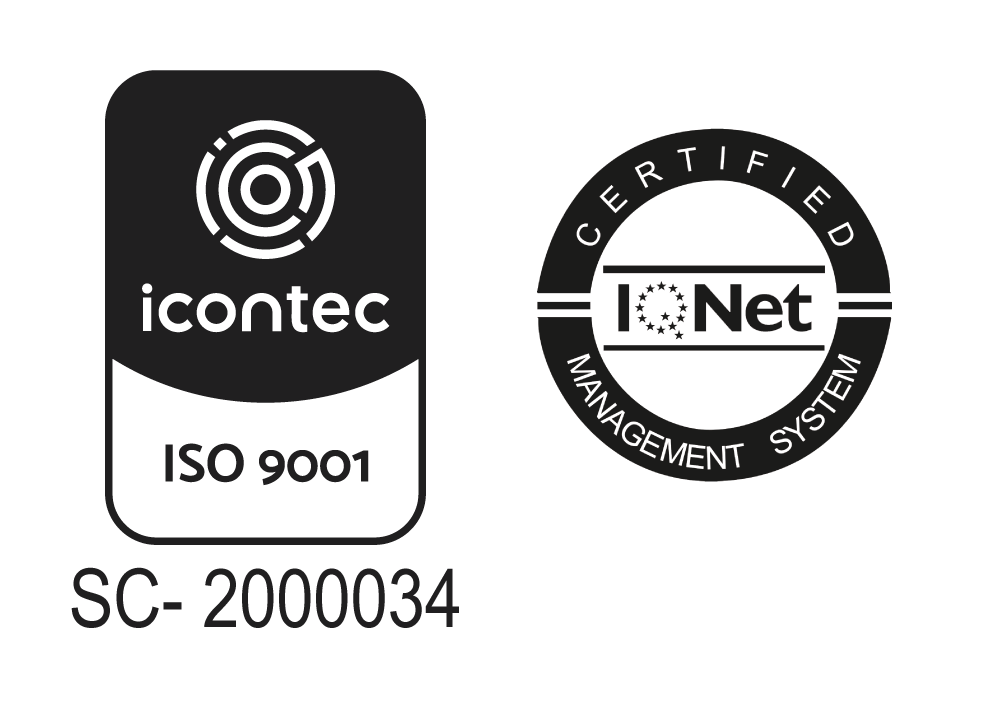 icontec
ISO 9001
SC- 2000034
CERTIFIED
IQNet
MANAGEMENT SYSTEM